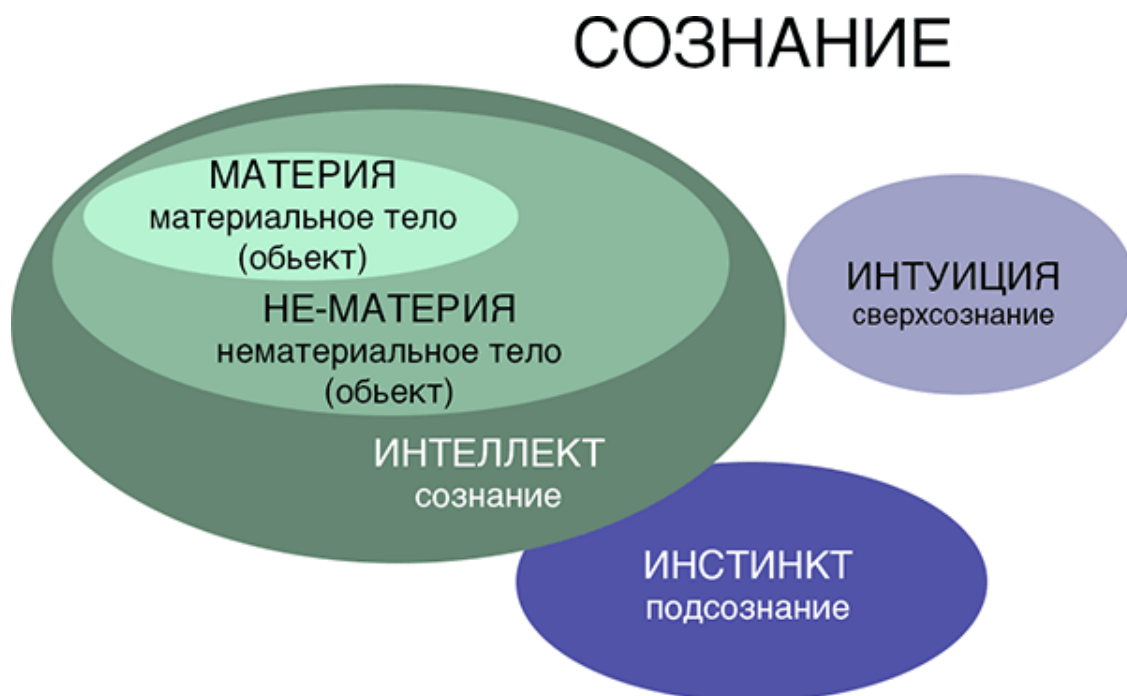 СОЗНАНИЕ
МАТЕРИЯ
материальное тело
(обьект)
НЕ-МАТЕРИЯ
нематериальное тело
(обьект)
ИНТЕЛЛЕКТ
сознание
ИНТУИЦИЯ
сверхсознание
ИНСТИНКТ
подсознание